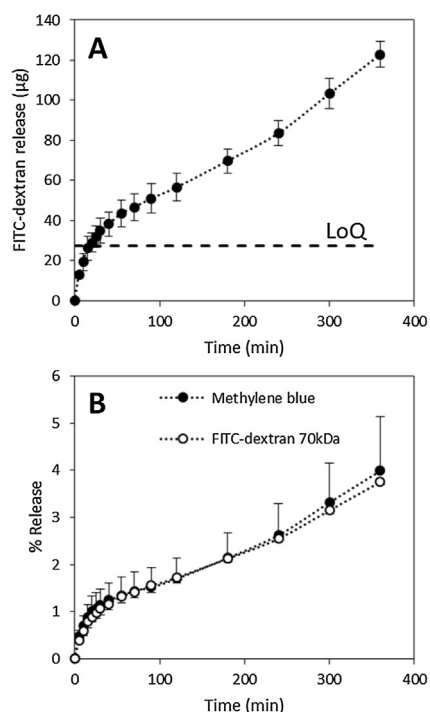 A
FITC-dextran release (µg)
140
120
100
80
60
40
20
0
LoQ
0 100 200 300 400
Time (min)
B
Methylene blue
FITC-dextran 70kDa
% Release
6
5
4
3
2
1
0
0 100 200 300 400
Time (min)